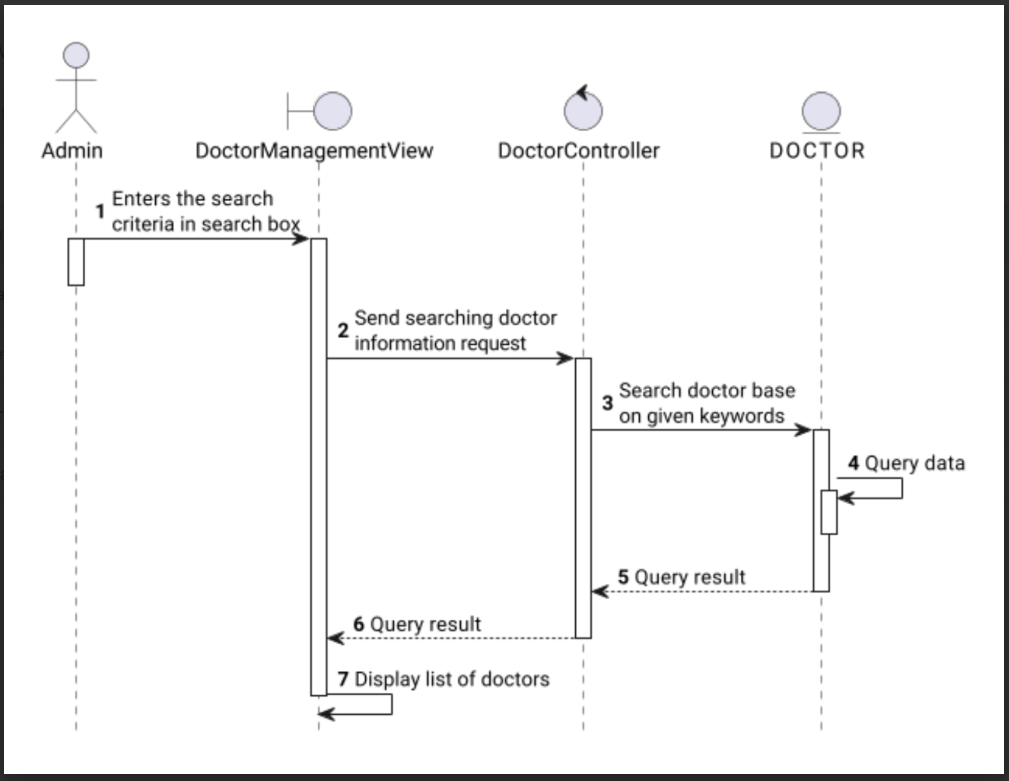 Admin
DoctorManagementView
DoctorController
DOCTOR
1 Enters the search
criteria in search box
2 Send searching doctor
information request
3 Search doctor base
on given keywords
4 Query data
5 Query result
6 Query result
7 Display list of doctors